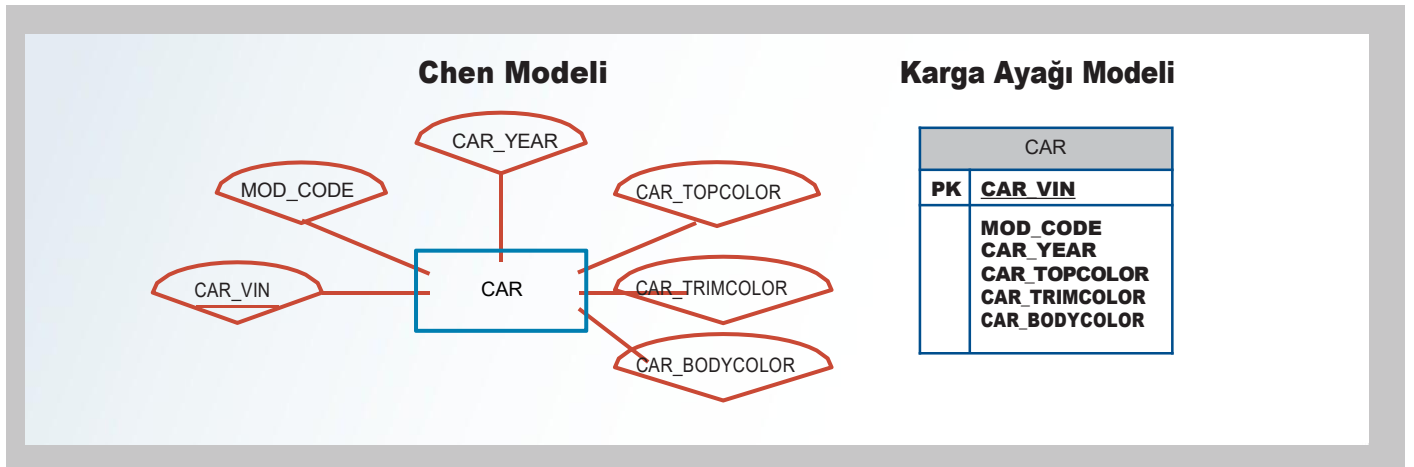 Chen Modeli
CAR_YEAR
MOD_CODE
CAR_TOPCOLOR
CAR_VIN
CAR
CAR_TRIMCOLOR
CAR_BODYCOLOR
Karga Ayağı Modeli
CAR
PK CAR_VIN
MOD_CODE
CAR_YEAR
CAR_TOPCOLOR
CAR_TRIMCOLOR
CAR_BODYCOLOR